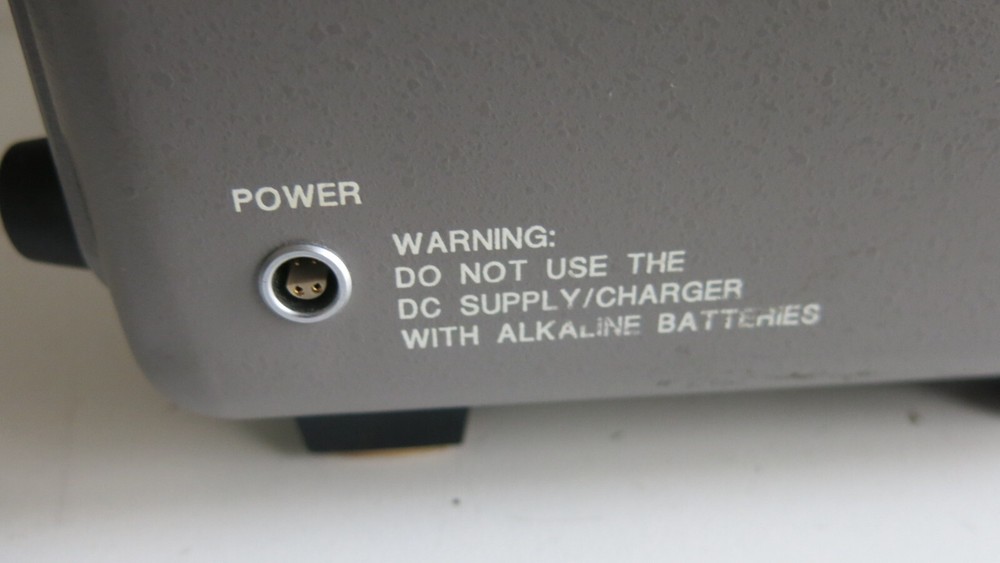 POWER
WARNING:
DO NOT USE THE
DC SUPPLY/CHARGER
WITH ALKALINE BATTERIES